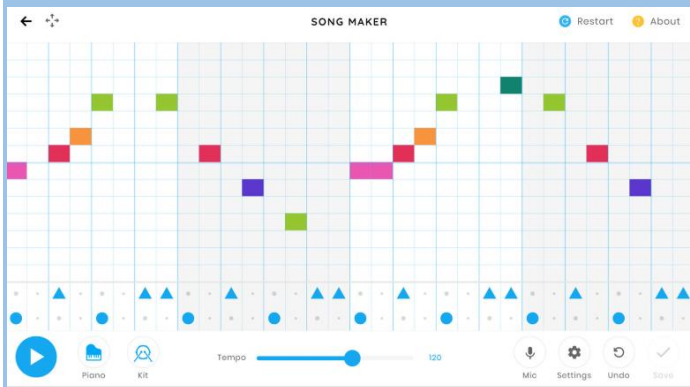 SONG MAKER
Restart
About
Tempo
120
Piano
Kit
Mic
Settings
Undo
Save